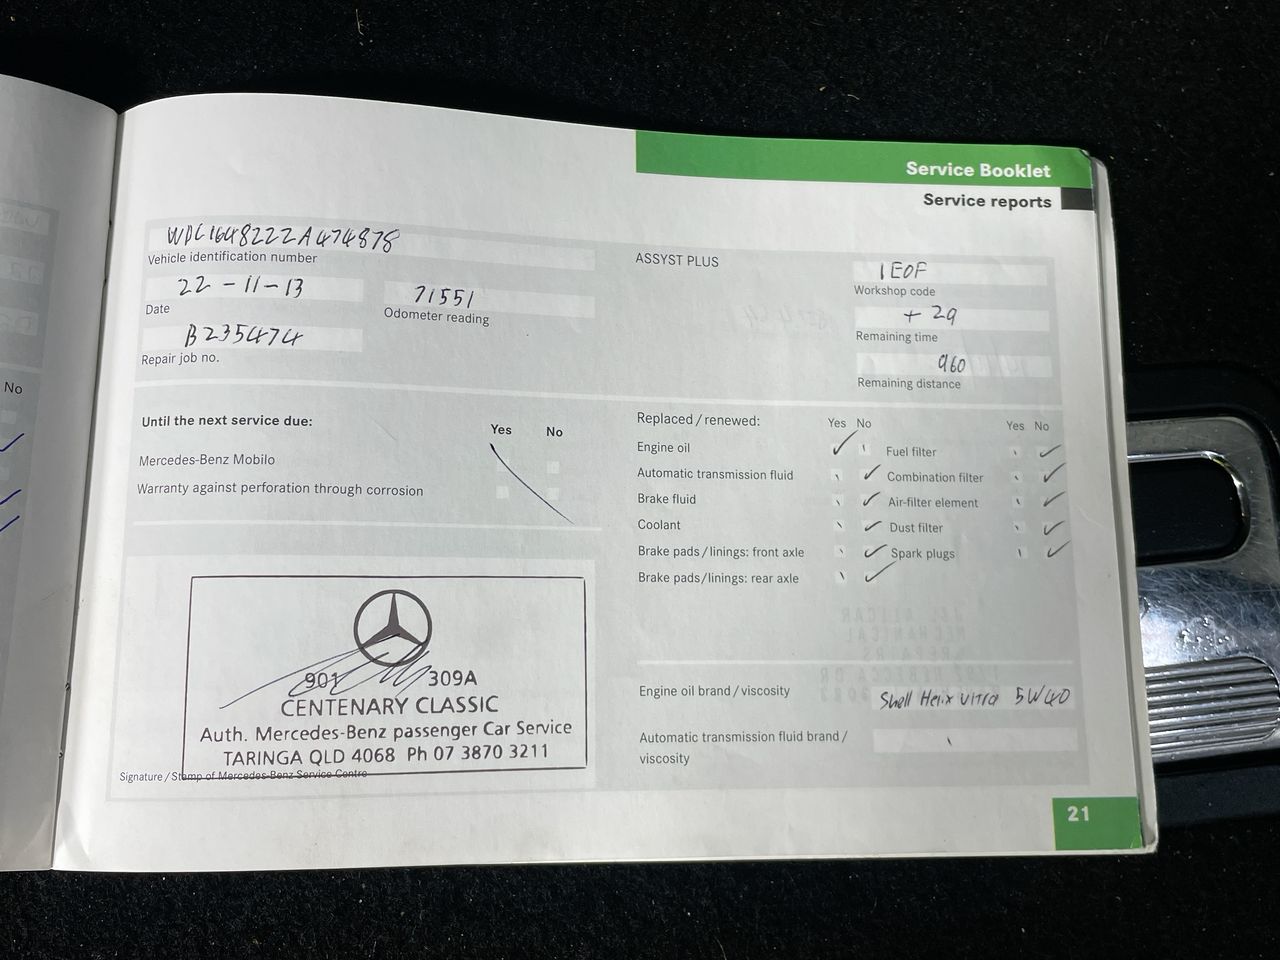 Service Booklet
Service reports
WDC1648222A474878
Vehicle identification number
22-11-13
Date
71551
Odometer reading
B235474
Repair job no.
ASSYST PLUS
1EOF
Workshop code
+ 29
Remaining time
960
Remaining distance
No
Until the next service due:
Yes No
Mercedes-Benz Mobilo
Warranty against perforation through corrosion
Replaced / renewed:
Yes No
Engine oil
Automatic transmission fluid
Brake fluid
Coolant
Brake pads / linings: front axle
Brake pads/linings: rear axle
Yes No
Fuel filter
Combination filter
Air-filter element
Dust filter
Spark plugs
901 309A
CENTENARY CLASSIC
Auth. Mercedes-Benz passenger Car Service
TARINGA QLD 4068 Ph 07 3870 3211
Signature / Stamp of Mercedes-Benz Service Centre
Engine oil brand / viscosity
Shell Helix Ultra 5W40
Automatic transmission fluid brand /
viscosity
21